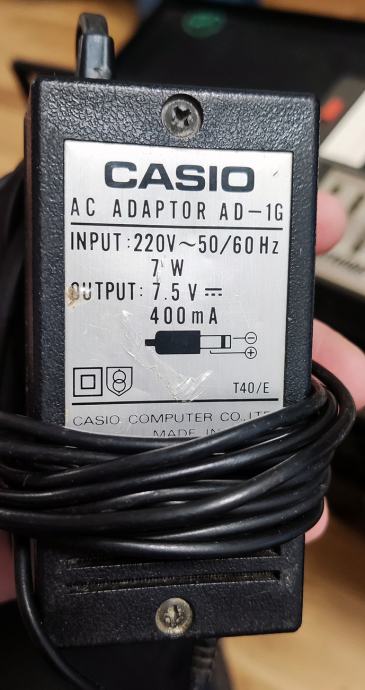 CASIO
AC ADAPTOR AD-1G
INPUT: 220V~50/60Hz
7 W
OUTPUT: 7.5 V ⎓
400mA
⊖
⊕
T40/E
CASIO COMPUTER CO.,LTD
MADE IN